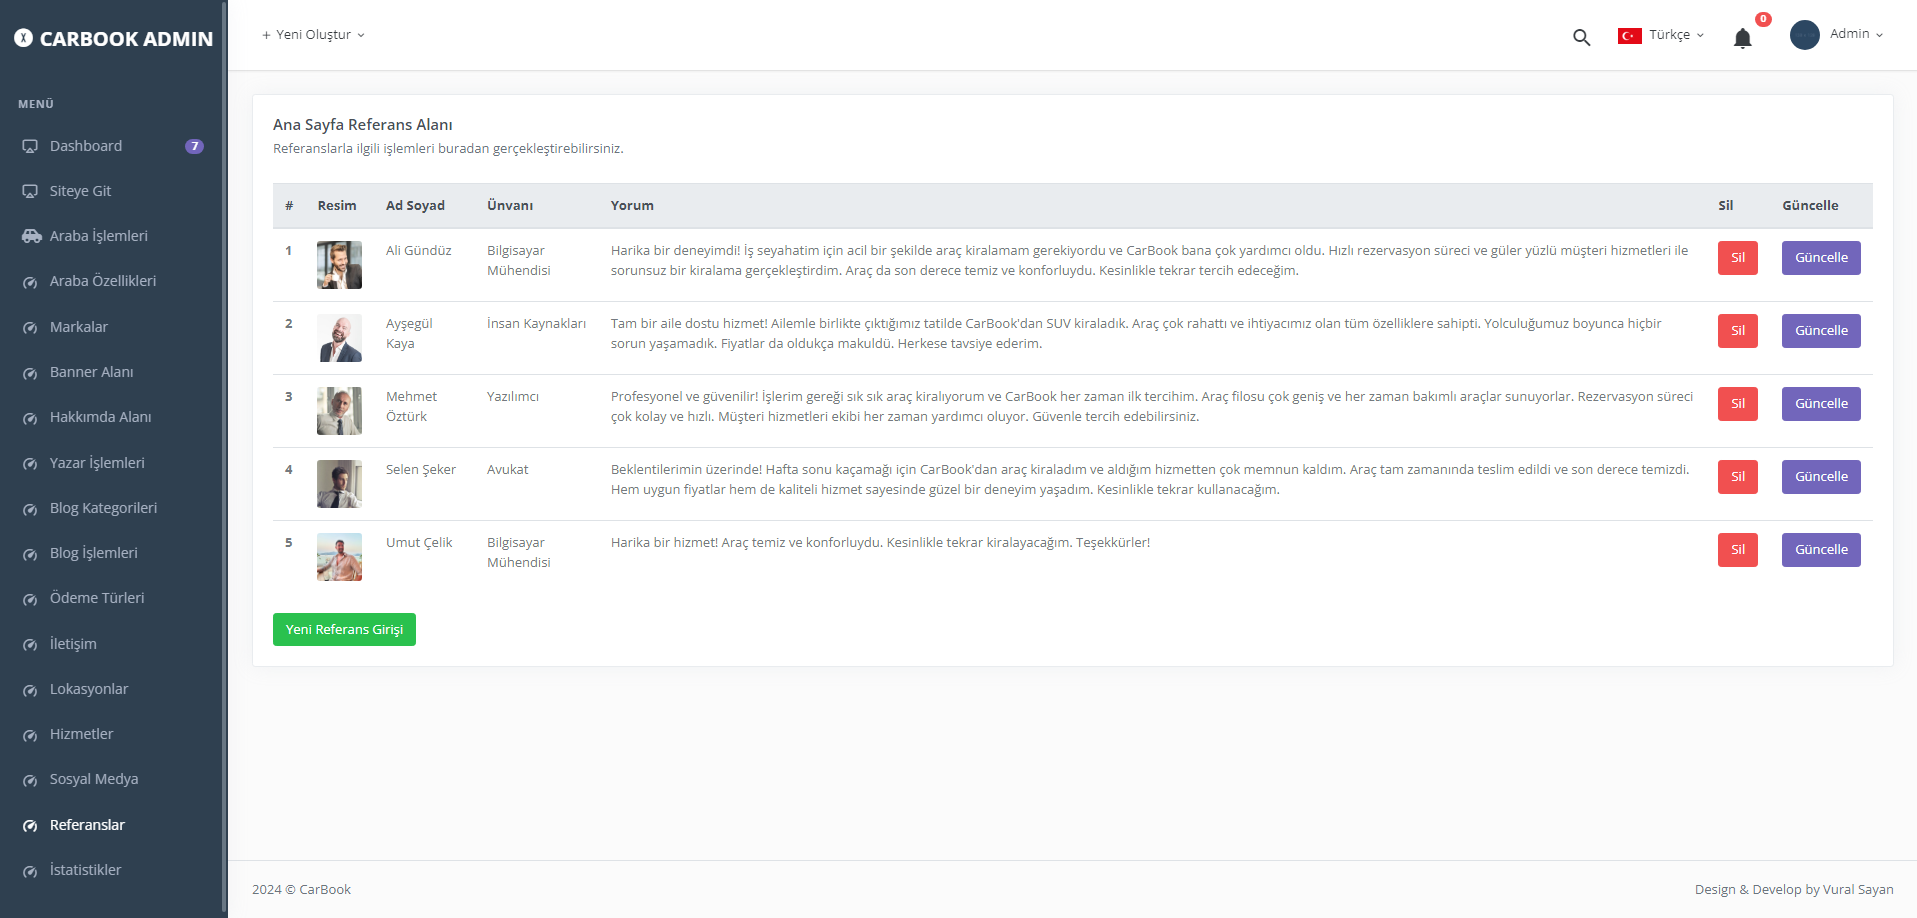 CARBOOK ADMIN
+ Yeni Oluştur
Türkçe
0
Admin
MENÜ
Dashboard 7
Siteye Git
Araba İşlemleri
Araba Özellikleri
Markalar
Banner Alanı
Hakkımda Alanı
Yazar İşlemleri
Blog Kategorileri
Blog İşlemleri
Ödeme Türleri
İletişim
Lokasyonlar
Hizmetler
Sosyal Medya
Referanslar
İstatistikler
Ana Sayfa Referans Alanı
Referanslarla ilgili işlemleri buradan gerçekleştirebilirsiniz.
# Resim Ad Soyad Ünvanı Yorum Sil Güncelle
1 Ali Gündüz Bilgisayar Harika bir deneyimdi! İş seyahatim için acil bir şekilde araç kiralamam gerekiyordu ve CarBook bana çok yardımcı oldu. Hızlı rezervasyon süreci ve güler yüzlü müşteri hizmetleri ile Sil Güncelle
Mühendisi sorunsuz bir kiralama gerçekleştirdim. Araç da son derece temiz ve konforluydu. Kesinlikle tekrar tercih edeceğim.
2 Ayşegül İnsan Kaynakları Tam bir aile dostu hizmet! Ailemle birlikte çıktığımız tatilde CarBook'dan SUV kiraladık. Araç çok rahattı ve ihtiyacımız olan tüm özelliklere sahipti. Yolculuğumuz boyunca hiçbir Sil Güncelle
Kaya sorun yaşamadık. Fiyatlar da oldukça makuldü. Herkese tavsiye ederim.
3 Mehmet Yazılımcı Profesyonel ve güvenilir! İşlerim gereği sık sık araç kiralıyorum ve CarBook her zaman ilk tercihim. Araç filosu çok geniş ve her zaman bakımlı araçlar sunuyorlar. Rezervasyon süreci Sil Güncelle
Öztürk çok kolay ve hızlı. Müşteri hizmetleri ekibi her zaman yardımcı oluyor. Güvenle tercih edebilirsiniz.
4 Selen Şeker Avukat Beklentilerimin üzerinde! Hafta sonu kaçamağı için CarBook'dan araç kiraladım ve aldığım hizmetten çok memnun kaldım. Araç tam zamanında teslim edildi ve son derece temizdi. Sil Güncelle
Hem uygun fiyatlar hem de kaliteli hizmet sayesinde güzel bir deneyim yaşadım. Kesinlikle tekrar kullanacağım.
5 Umut Çelik Bilgisayar Harika bir hizmet! Araç temiz ve konforluydu. Kesinlikle tekrar kiralayacağım. Teşekkürler! Sil Güncelle
Mühendisi
Yeni Referans Girişi
2024 © CarBook
Design & Develop by Vural Sayan